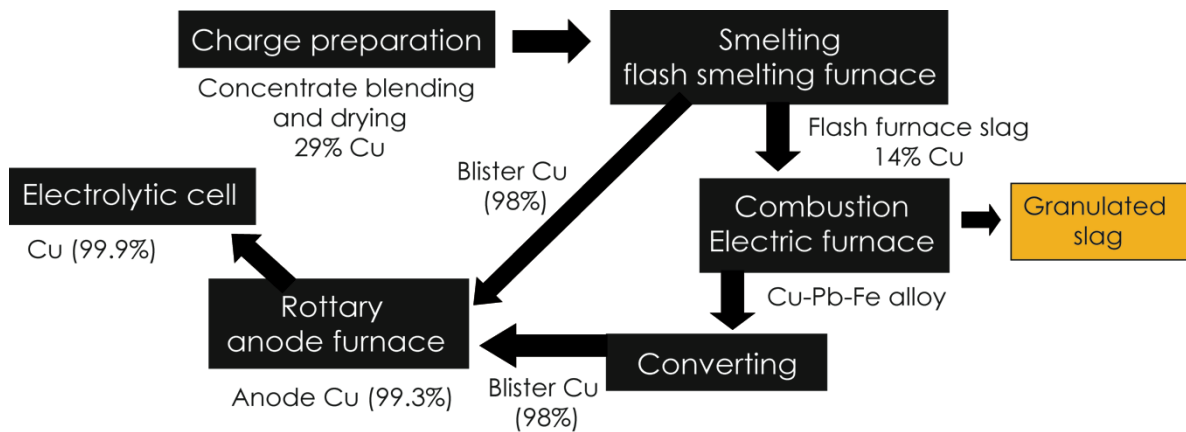 Charge preparation
Concentrate blending
and drying
29% Cu
Smelting
flash smelting furnace
Flash furnace slag
14% Cu
Blister Cu
(98%)
Electrolytic cell
Cu (99.9%)
Combustion
Electric furnace
Granulated
slag
Cu-Pb-Fe alloy
Rottary
anode furnace
Anode Cu (99.3%)
Converting
Blister Cu
(98%)